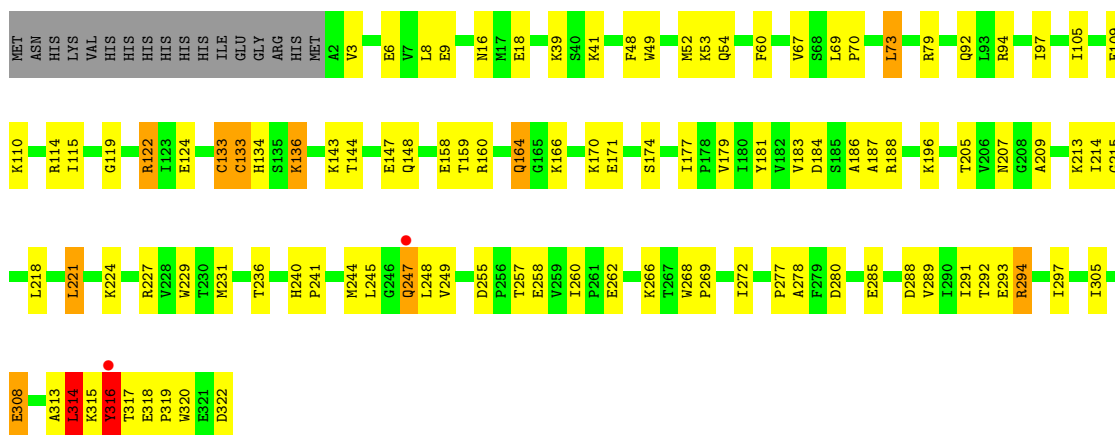 MET ASN HIS LYS VAL HIS HIS HIS HIS HIS HIS ILE GLU GLY ARG HIS MET A2 V3 E6 V7 L8 E9 N16 M17 E18 K39 S40 K41 F48 W49 M52 K53 Q54 F60 V67 S68 L69 P70 L73 R79 Q92 L93 R94 I97 I105 E109
K110 R114 I115 G119 R122 I123 E124 C133 C133 H134 S135 K136 K143 T144 E147 Q148 E158 T159 R160 Q164 G165 K166 K170 E171 S174 I177 P178 V179 I180 Y181 V182 V183 D184 S185 A186 A187 R188 K196 T205 V206 N207 G208 A209 K213 I214 G215
L218 L221 K224 R227 V228 W229 T230 M231 T236 H240 P241 M244 L245 G246 Q247 L248 V249 D255 P256 T257 E258 V259 I260 P261 E262 K266 T267 W268 P269 I272 P277 A278 F279 D280 E285 D288 V289 I290 I291 T292 E293 R294 I297 I305
E308 A313 L314 K315 Y316 T317 E318 P319 W320 E321 D322